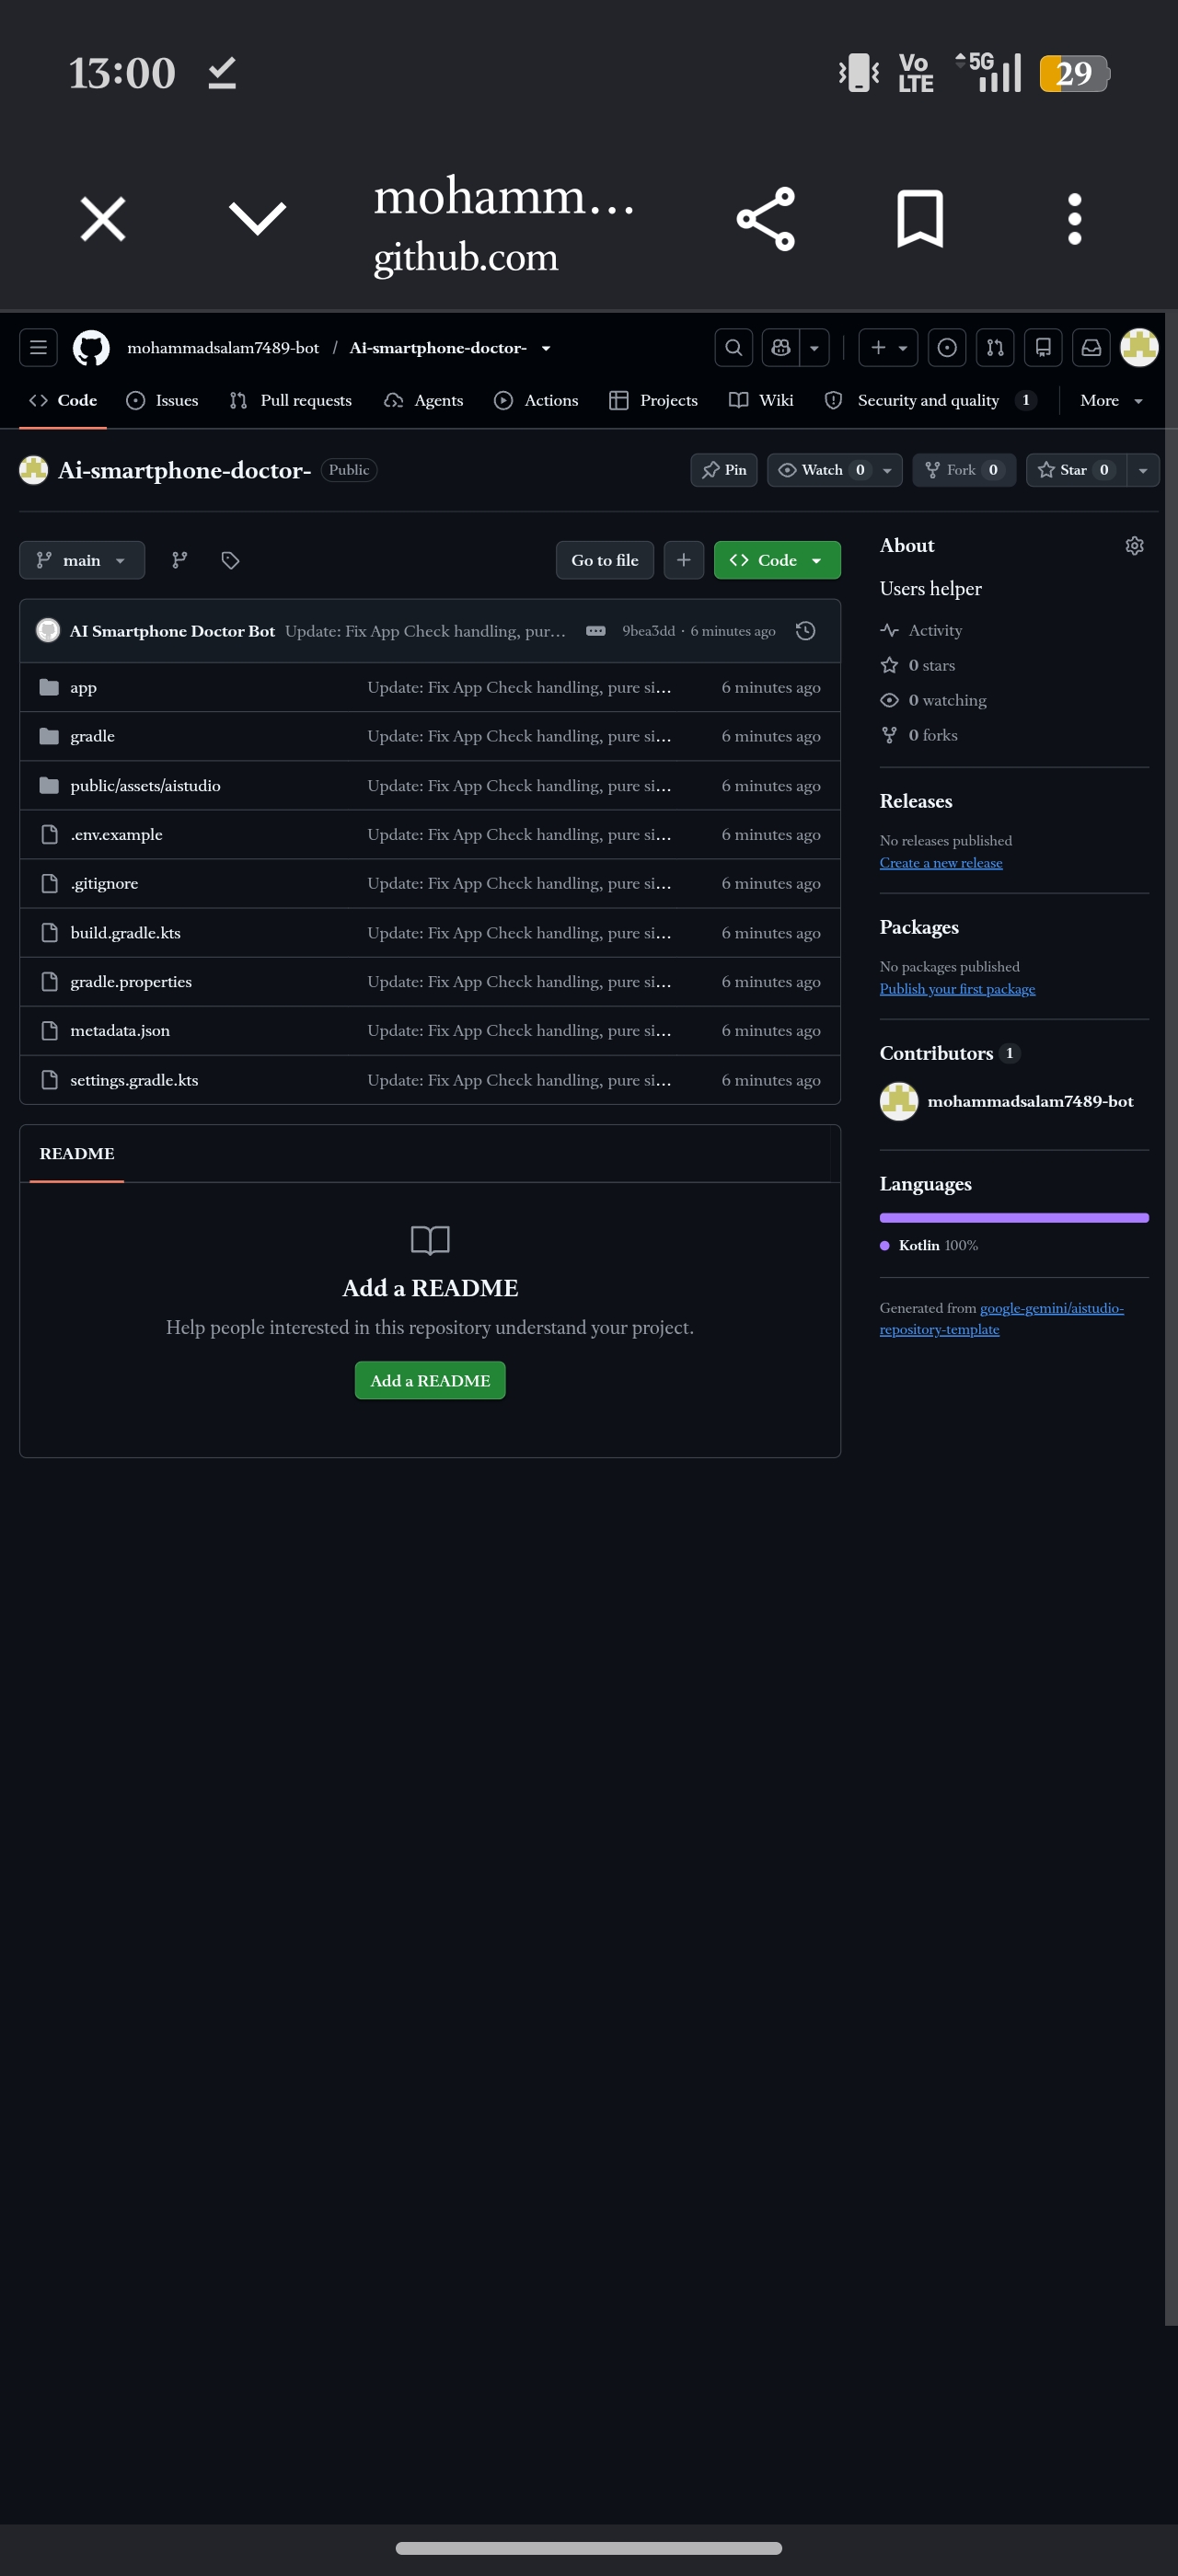 13:00
Vo LTE 5G 29
mohamm...
github.com
mohammadsalam7489-bot / Ai-smartphone-doctor-
Code Issues Pull requests Agents Actions Projects Wiki Security and quality 1 More
Ai-smartphone-doctor- Public Pin Watch 0 Fork 0 Star 0
main Go to file Code
AI Smartphone Doctor Bot Update: Fix App Check handling, pur... 9bea3dd · 6 minutes ago
app Update: Fix App Check handling, pure si... 6 minutes ago
gradle Update: Fix App Check handling, pure si... 6 minutes ago
public/assets/aistudio Update: Fix App Check handling, pure si... 6 minutes ago
.env.example Update: Fix App Check handling, pure si... 6 minutes ago
.gitignore Update: Fix App Check handling, pure si... 6 minutes ago
build.gradle.kts Update: Fix App Check handling, pure si... 6 minutes ago
gradle.properties Update: Fix App Check handling, pure si... 6 minutes ago
metadata.json Update: Fix App Check handling, pure si... 6 minutes ago
settings.gradle.kts Update: Fix App Check handling, pure si... 6 minutes ago
README
Add a README
Help people interested in this repository understand your project.
Add a README
About
Users helper
Activity
0 stars
0 watching
0 forks
Releases
No releases published
Create a new release
Packages
No packages published
Publish your first package
Contributors 1
mohammadsalam7489-bot
Languages
Kotlin 100%
Generated from google-gemini/aistudio-
repository-template